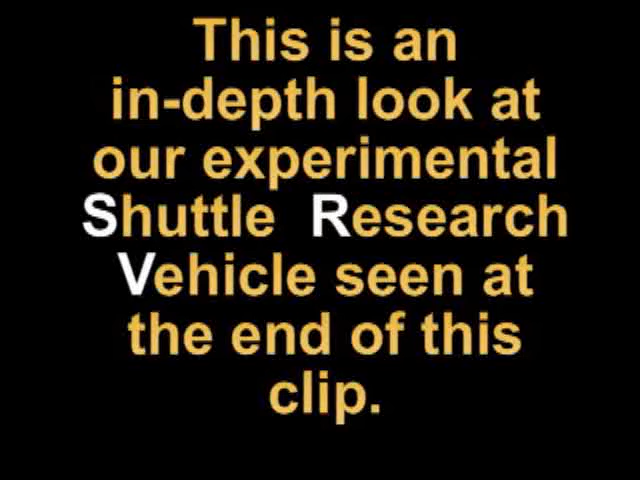 This is an
in-depth look at
our experimental
Shuttle Research
Vehicle seen at
the end of this
clip.